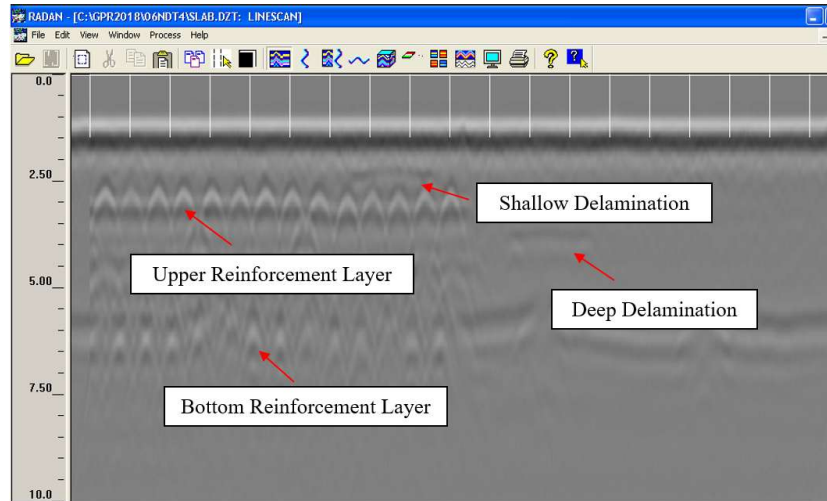 RADAN - [C:\GPR2018\06NDT4\SLAB.DZT: LINESCAN]
File Edit View Window Process Help
0.0
2.50
Shallow Delamination
Upper Reinforcement Layer
5.00
Deep Delamination
7.50
Bottom Reinforcement Layer
10.0